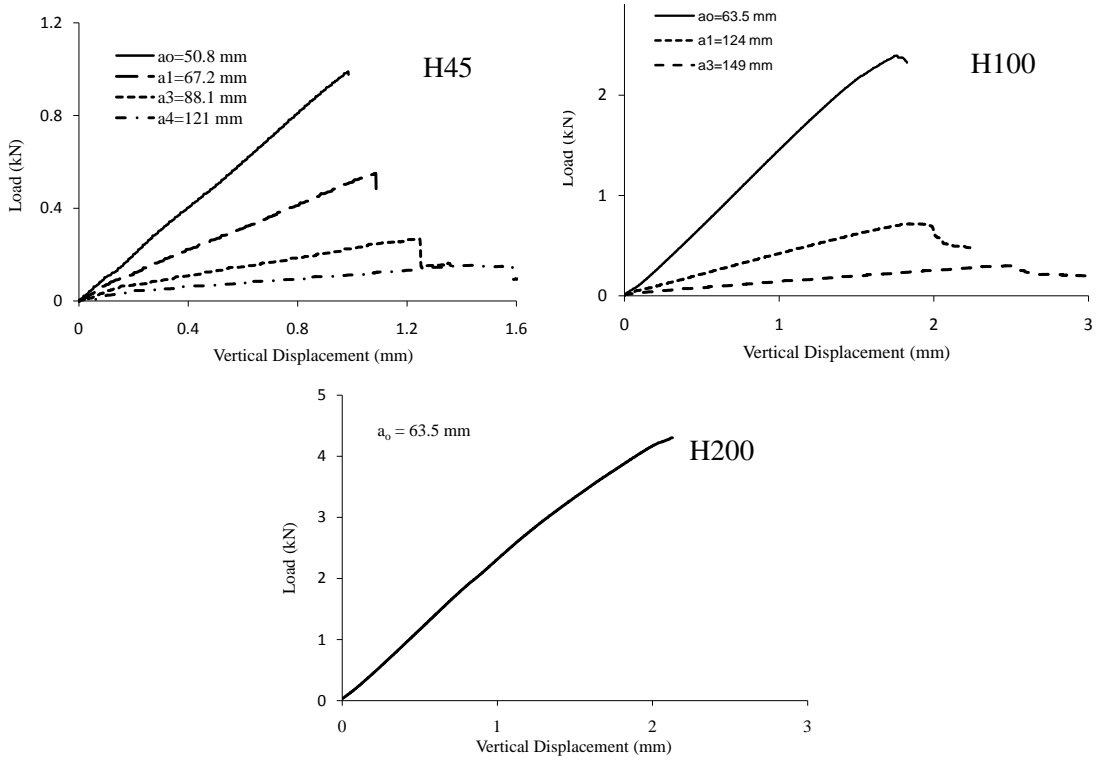 1.2
0.9
0.6
0.3
0
Load (kN)
ao=50.8 mm
a1=67.2 mm
a3=88.1 mm
a4=121 mm
H45
0 0.4 0.8 1.2 1.6
Vertical Displacement (mm)
2
1
0
Load (kN)
ao=63.5 mm
a1=124 mm
a3=149 mm
H100
0 1 2 3
Vertical Displacement (mm)
5
4
3
2
1
0
Load (kN)
ao = 63.5 mm
H200
0 1 2 3
Vertical Displacement (mm)